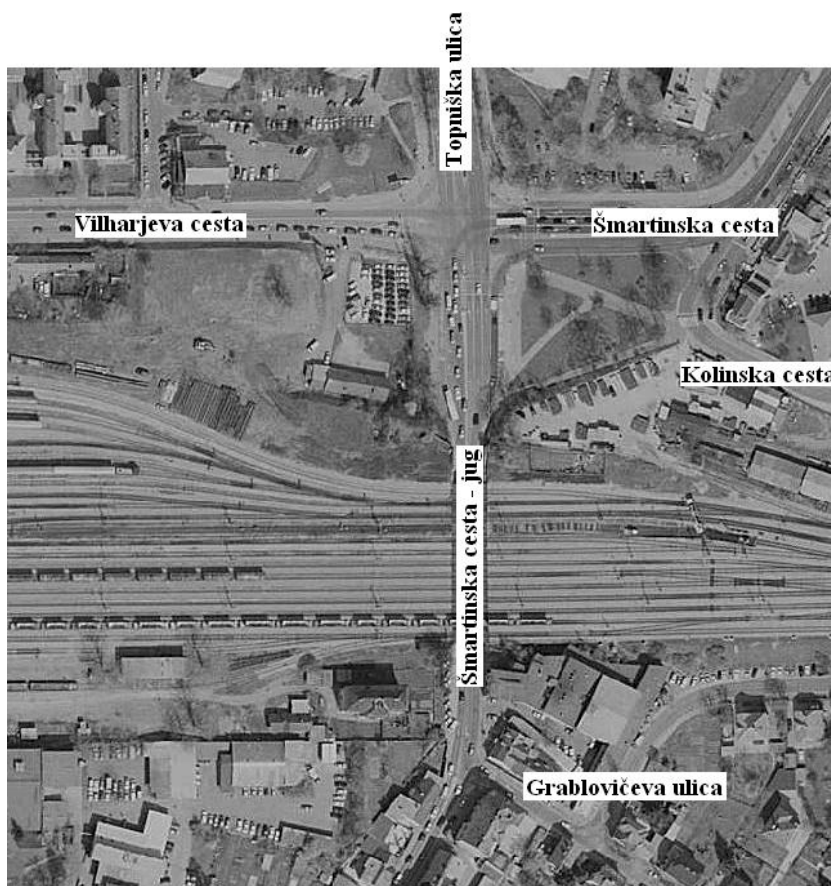 Topniška ulica
Vilharjeva cesta
Šmartinska cesta
Kolinska cesta
Šmartinska cesta - jug
Grablovičeva ulica